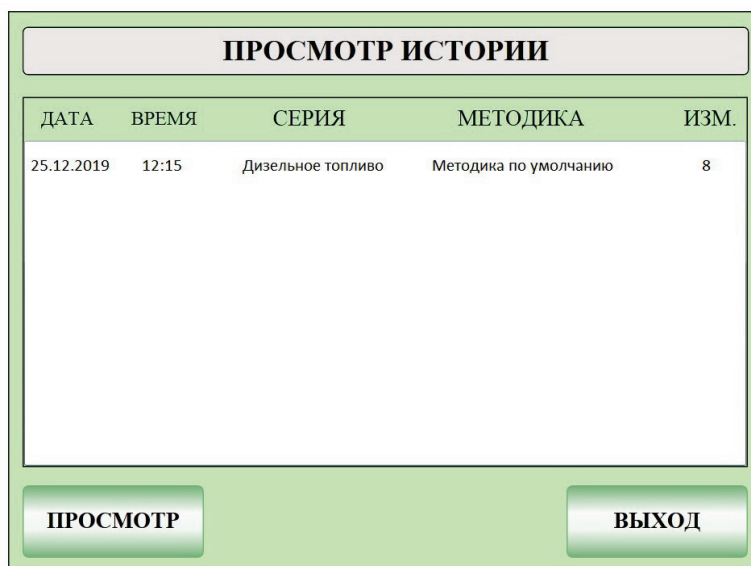 ПРОСМОТР ИСТОРИИ
ДАТА ВРЕМЯ СЕРИЯ МЕТОДИКА ИЗМ.
25.12.2019 12:15 Дизельное топливо Методика по умолчанию 8
ПРОСМОТР ВЫХОД